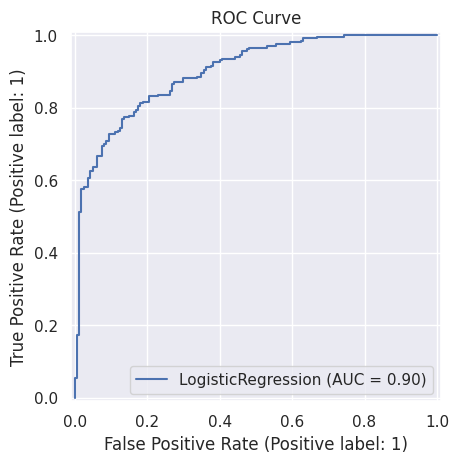 ROC Curve
True Positive Rate (Positive label: 1)
1.0
0.8
0.6
0.4
0.2
0.0
LogisticRegression (AUC = 0.90)
0.0 0.2 0.4 0.6 0.8 1.0
False Positive Rate (Positive label: 1)